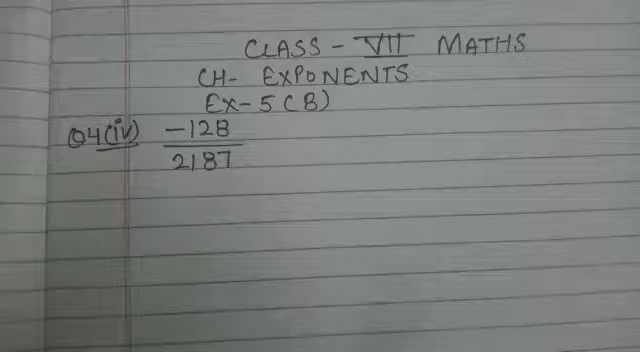 CLASS - VII MATHS
CH- EXPONENTS
EX-5(B)
Q4(iv) -128
2187